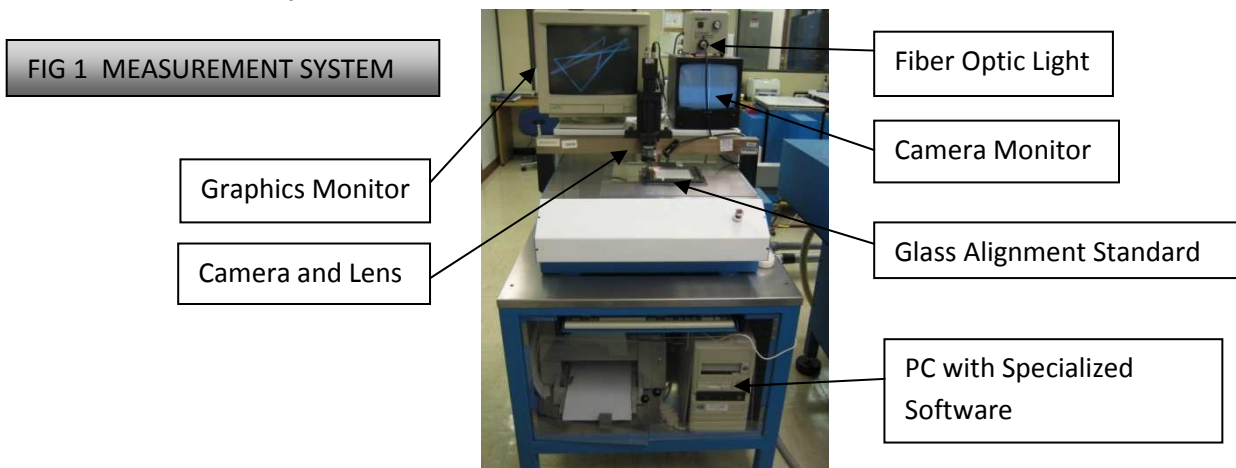 FIG 1 MEASUREMENT SYSTEM
Fiber Optic Light
Camera Monitor
Graphics Monitor
Camera and Lens
Glass Alignment Standard
PC with Specialized
Software